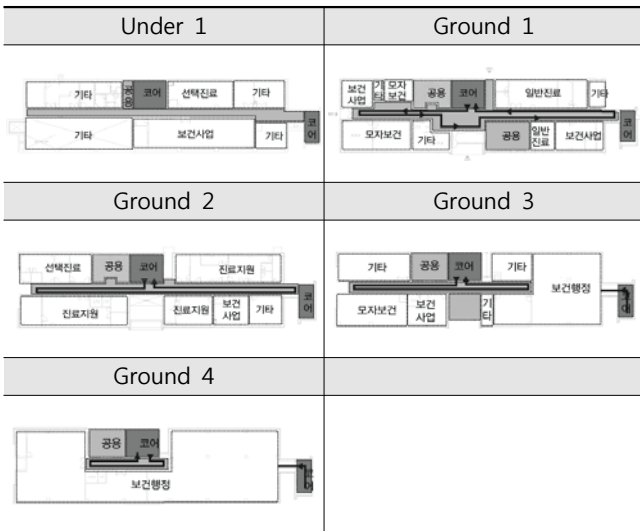 Under 1
Ground 1
기타
공용
코어
선택진료
기타
코어
기타
보건사업
기타
보건
사업
기타
모자
보건
공용
코어
일반진료
기타
코어
모자보건
기타
공용
일반
진료
보건사업
Ground 2
Ground 3
선택진료
공용
코어
진료지원
코어
진료지원
진료지원
보건
사업
기타
기타
공용
코어
기타
보건행정
코어
모자보건
보건
사업
기타
Ground 4
공용
코어
보건행정
코어